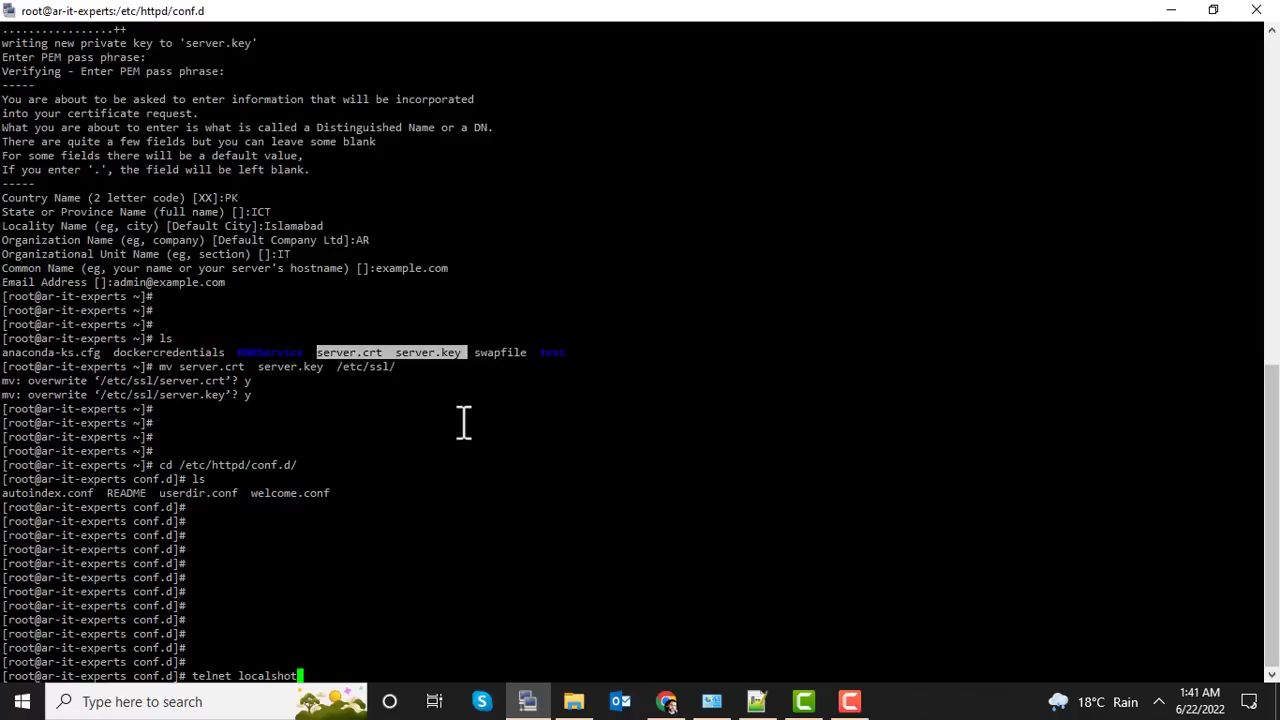 root@ar-it-experts:/etc/httpd/conf.d
.................++
writing new private key to 'server.key'
Enter PEM pass phrase:
Verifying - Enter PEM pass phrase:
-----
You are about to be asked to enter information that will be incorporated
into your certificate request.
What you are about to enter is what is called a Distinguished Name or a DN.
There are quite a few fields but you can leave some blank
For some fields there will be a default value,
If you enter '.', the field will be left blank.
-----
Country Name (2 letter code) [XX]:PK
State or Province Name (full name) []:ICT
Locality Name (eg, city) [Default City]:Islamabad
Organization Name (eg, company) [Default Company Ltd]:AR
Organizational Unit Name (eg, section) []:IT
Common Name (eg, your name or your server's hostname) []:example.com
Email Address []:admin@example.com
[root@ar-it-experts ~]#
[root@ar-it-experts ~]#
[root@ar-it-experts ~]#
[root@ar-it-experts ~]# ls
anaconda-ks.cfg dockercredentials server.crt server.key swapfile
[root@ar-it-experts ~]# mv server.crt server.key /etc/ssl/
mv: overwrite ‘/etc/ssl/server.crt’? y
mv: overwrite ‘/etc/ssl/server.key’? y
[root@ar-it-experts ~]#
[root@ar-it-experts ~]#
[root@ar-it-experts ~]#
[root@ar-it-experts ~]#
[root@ar-it-experts ~]# cd /etc/httpd/conf.d/
[root@ar-it-experts conf.d]# ls
autoindex.conf README userdir.conf welcome.conf
[root@ar-it-experts conf.d]#
[root@ar-it-experts conf.d]#
[root@ar-it-experts conf.d]#
[root@ar-it-experts conf.d]#
[root@ar-it-experts conf.d]#
[root@ar-it-experts conf.d]#
[root@ar-it-experts conf.d]#
[root@ar-it-experts conf.d]#
[root@ar-it-experts conf.d]#
[root@ar-it-experts conf.d]#
[root@ar-it-experts conf.d]#
[root@ar-it-experts conf.d]#
[root@ar-it-experts conf.d]# telnet localshot
Type here to search
18°C Rain
1:41 AM
6/22/2022